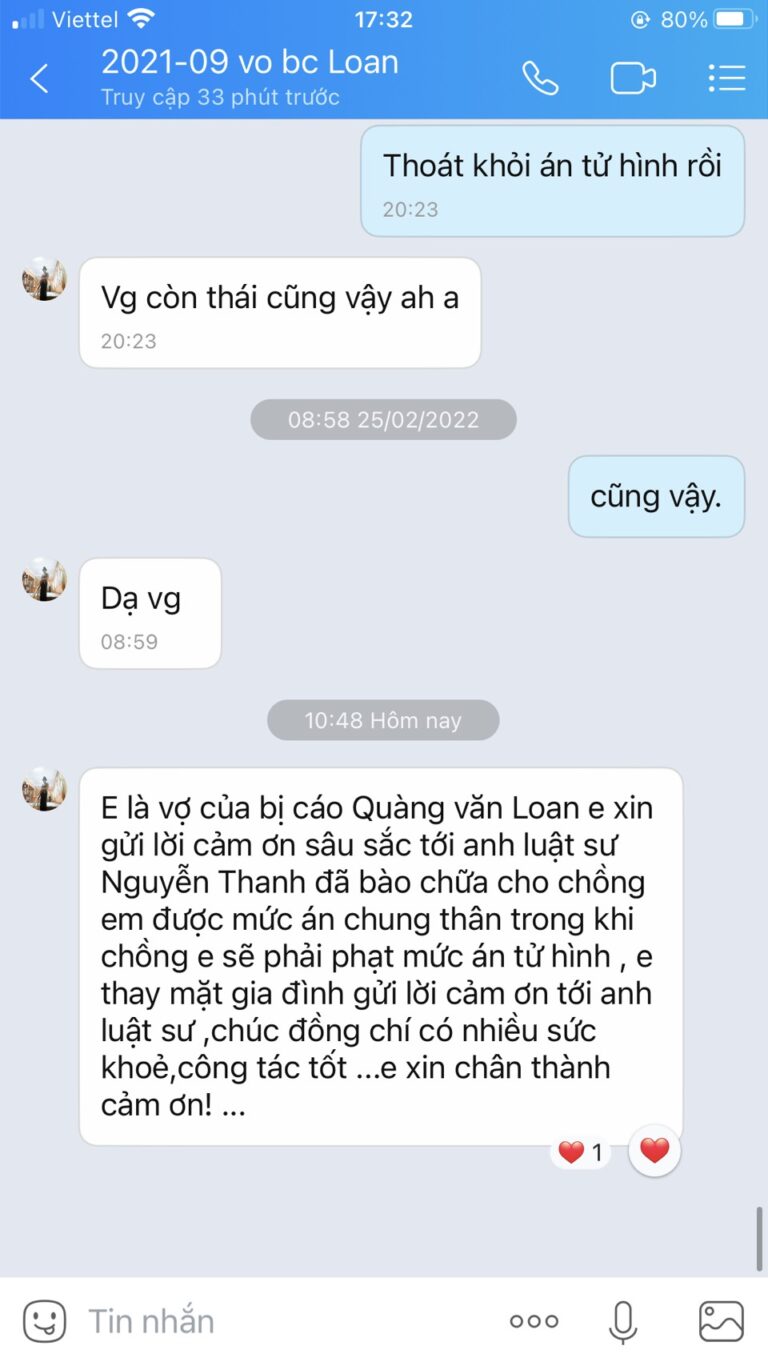 Viettel 17:32 80%
2021-09 vo bc Loan
Truy cập 33 phút trước
Thoát khỏi án tử hình rồi
20:23
Vg còn thái cũng vậy ah a
20:23
08:58 25/02/2022
cũng vậy.
Dạ vg
08:59
10:48 Hôm nay
E là vợ của bị cáo Quàng văn Loan e xin
gửi lời cảm ơn sâu sắc tới anh luật sư
Nguyễn Thanh đã bào chữa cho chồng
em được mức án chung thân trong khi
chồng e sẽ phải phạt mức án tử hình , e
thay mặt gia đình gửi lời cảm ơn tới anh
luật sư ,chúc đồng chí có nhiều sức
khoẻ,công tác tốt ...e xin chân thành
cảm ơn! ...
1
Tin nhắn